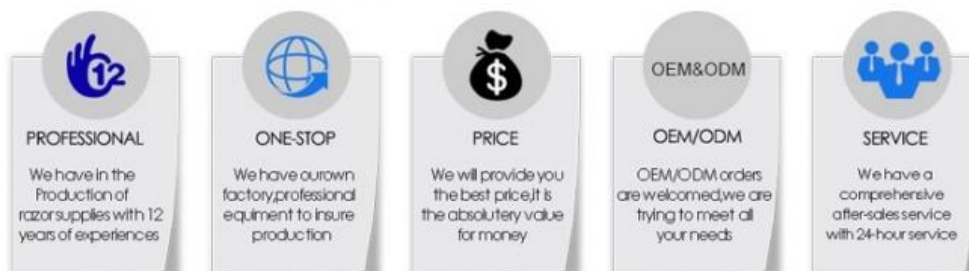 12
PROFESSIONAL
We have in the
Production of
razor supplies with 12
years of experiences
ONE-STOP
We have ourown
factory,professional
equiment to insure
production
$
PRICE
We will provide you
the best price,it is
the absolutery value
for money
OEM&ODM
OEM/ODM
OEM/ODM orders
are welcomed,we are
trying to meet all
your needs
SERVICE
We have a
comprehensive
after-sales service
with 24-hour service